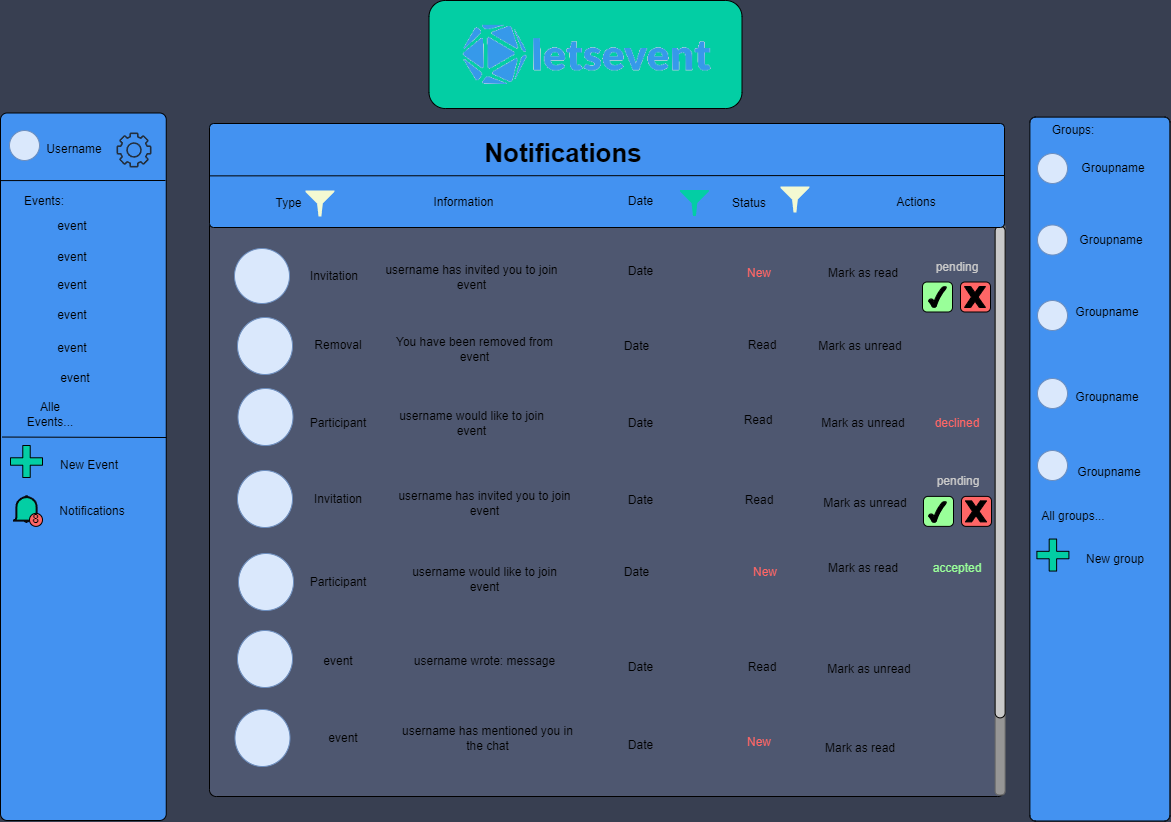 letsevent
Username
Events:
event
event
event
event
event
event
Alle
Events...
New Event
8
Notifications
Notifications
Type
Information
Date
Status
Actions
Invitation
username has invited you to join
event
Date
New
Mark as read
pending
Removal
You have been removed from
event
Date
Read
Mark as unread
Participant
username would like to join
event
Date
Read
Mark as unread
declined
Invitation
username has invited you to join
event
Date
Read
Mark as unread
pending
Participant
username would like to join
event
Date
New
Mark as read
accepted
event
username wrote: message
Date
Read
Mark as unread
event
username has mentioned you in
the chat
Date
New
Mark as read
Groups:
Groupname
Groupname
Groupname
Groupname
Groupname
All groups...
New group